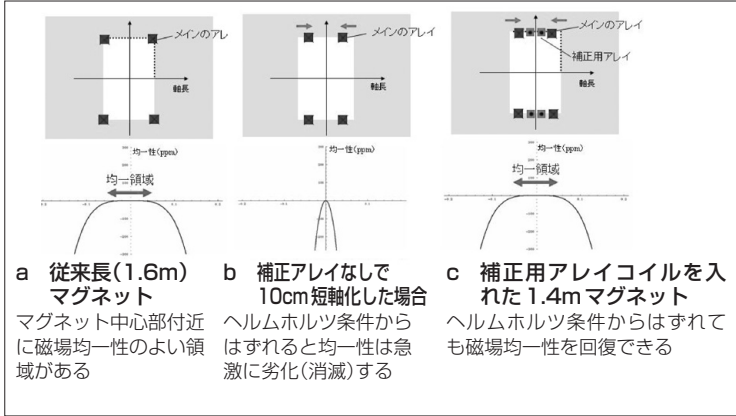 メインのアレ
軸長
均一性(ppm)
均一領域
a 従来長(1.6m)
マグネット
マグネット中心部付近
に磁場均一性のよい領
域がある
メインのアレイ
軸長
均一性(ppm)
b 補正アレイなしで
10cm短軸化した場合
ヘルムホルツ条件から
はずれると均一性は急
激に劣化(消滅)する
メインのアレイ
補正用アレイ
軸長
均一性(ppm)
均一領域
c 補正用アレイコイルを入
れた1.4mマグネット
ヘルムホルツ条件からはずれて
も磁場均一性を回復できる